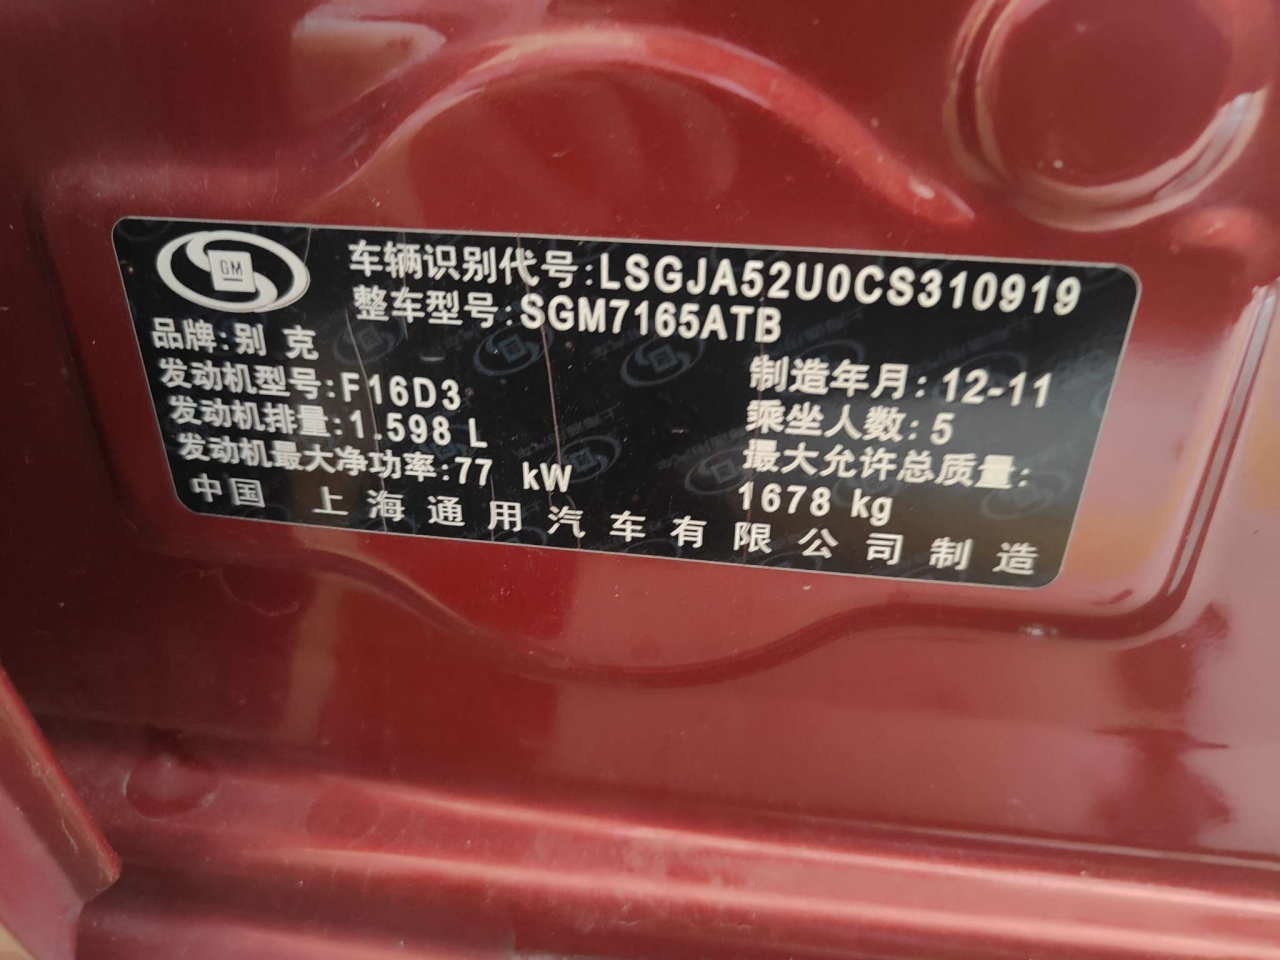 GM
车辆识别代号:LSGJA52U0CS310919
整车型号:SGM7165ATB
品牌:别 克
发动机型号:F16D3
制造年月:12-11
发动机排量:1.598 L
乘坐人数:5
发动机最大净功率:77 kW
最大允许总质量:
1678 kg
中国 上海通用汽车有限公司制造